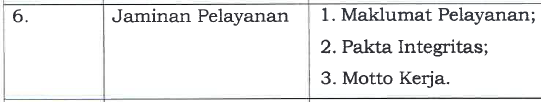 6. Jaminan Pelayanan 1. Maklumat Pelayanan;
2. Pakta Integritas;
3. Motto Kerja.